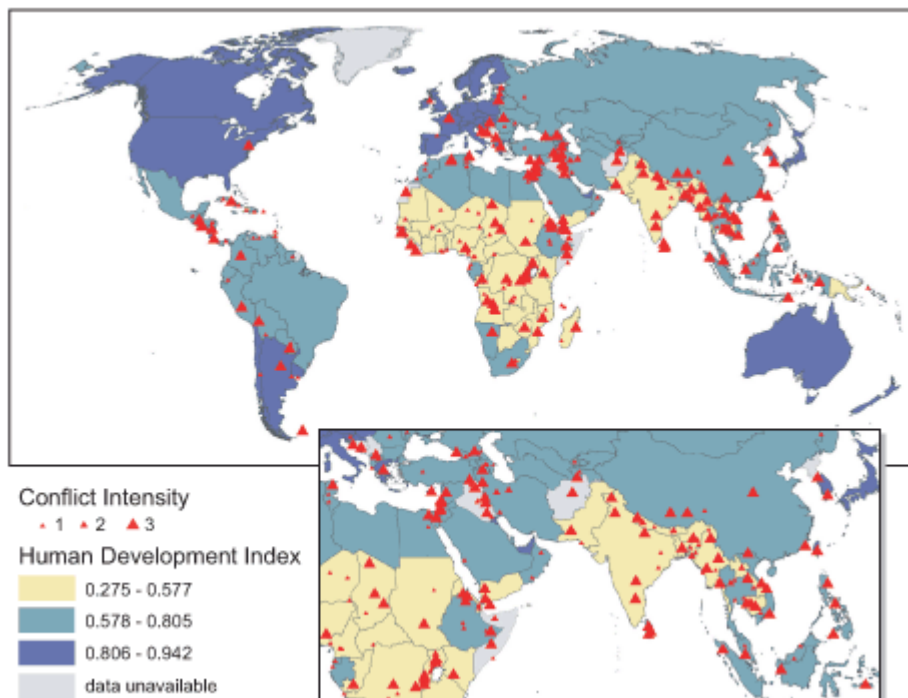 Conflict Intensity
1 2 3
Human Development Index
0.275 - 0.577
0.578 - 0.805
0.806 - 0.942
data unavailable